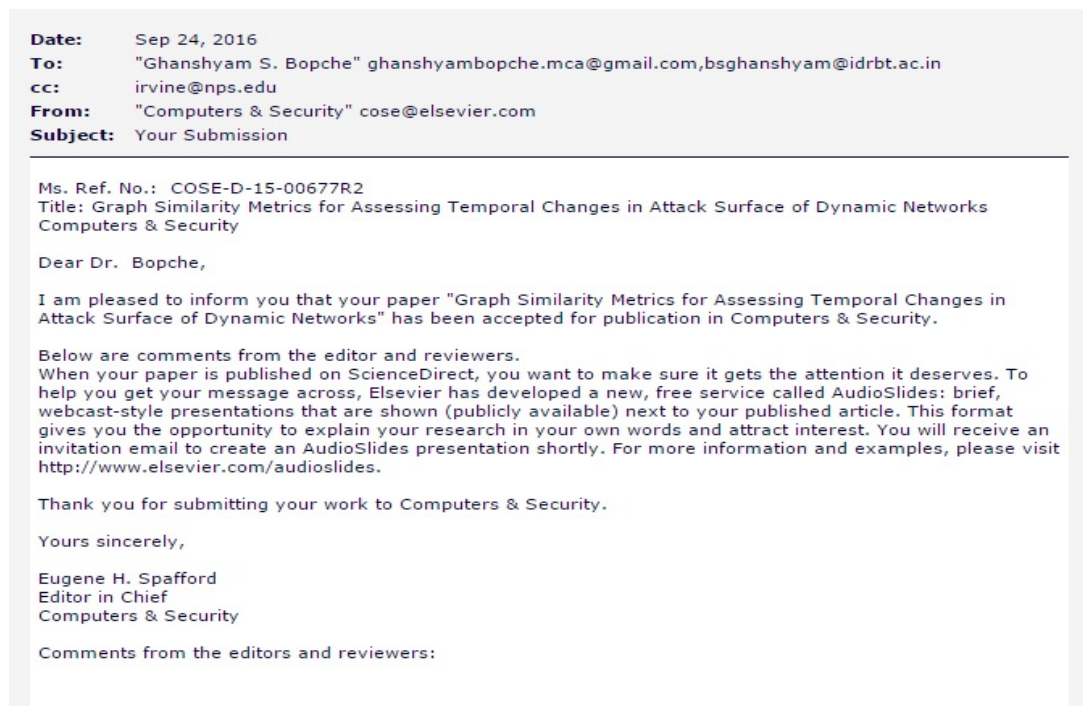 Date: Sep 24, 2016
To: "Ghanshyam S. Bopche" ghanshyambopche.mca@gmail.com,bsghanshyam@idrbt.ac.in
cc: irvine@nps.edu
From: "Computers & Security" cose@elsevier.com
Subject: Your Submission
Ms. Ref. No.: COSE-D-15-00677R2
Title: Graph Similarity Metrics for Assessing Temporal Changes in Attack Surface of Dynamic Networks
Computers & Security
Dear Dr. Bopche,
I am pleased to inform you that your paper "Graph Similarity Metrics for Assessing Temporal Changes in
Attack Surface of Dynamic Networks" has been accepted for publication in Computers & Security.
Below are comments from the editor and reviewers.
When your paper is published on ScienceDirect, you want to make sure it gets the attention it deserves. To
help you get your message across, Elsevier has developed a new, free service called AudioSlides: brief,
webcast-style presentations that are shown (publicly available) next to your published article. This format
gives you the opportunity to explain your research in your own words and attract interest. You will receive an
invitation email to create an AudioSlides presentation shortly. For more information and examples, please visit
http://www.elsevier.com/audioslides.
Thank you for submitting your work to Computers & Security.
Yours sincerely,
Eugene H. Spafford
Editor in Chief
Computers & Security
Comments from the editors and reviewers: